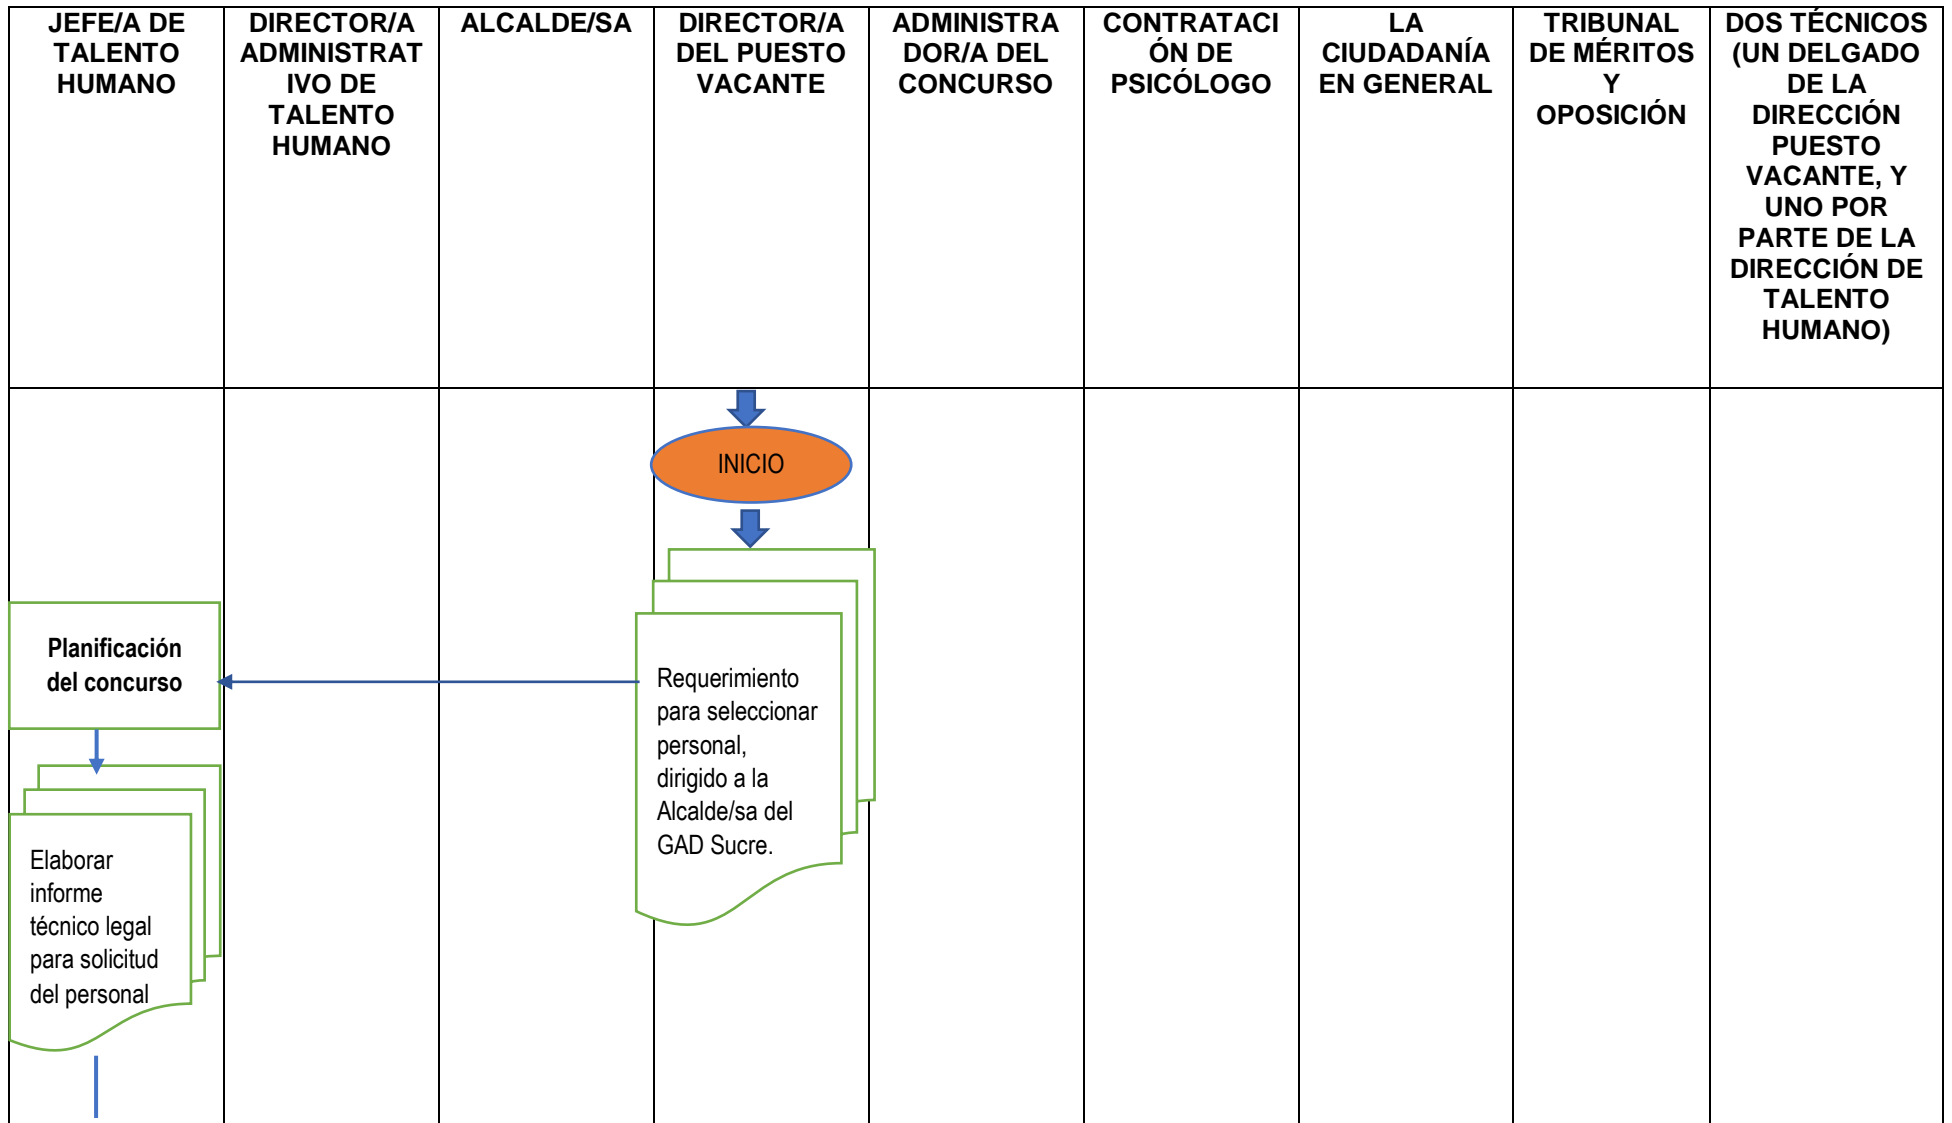 JEFE/A DE
TALENTO
HUMANO
DIRECTOR/A
ADMINISTRAT
IVO DE
TALENTO
HUMANO
ALCALDE/SA
DIRECTOR/A
DEL PUESTO
VACANTE
ADMINISTRA
DOR/A DEL
CONCURSO
CONTRATACI
ÓN DE
PSICÓLOGO
LA
CIUDADANÍA
EN GENERAL
TRIBUNAL
DE MÉRITOS
Y
OPOSICIÓN
DOS TÉCNICOS
(UN DELGADO
DE LA
DIRECCIÓN
PUESTO
VACANTE, Y
UNO POR
PARTE DE LA
DIRECCIÓN DE
TALENTO
HUMANO)
INICIO
Requerimiento
para seleccionar
personal,
dirigido a la
Alcalde/sa del
GAD Sucre.
Planificación
del concurso
Elaborar
informe
técnico legal
para solicitud
del personal